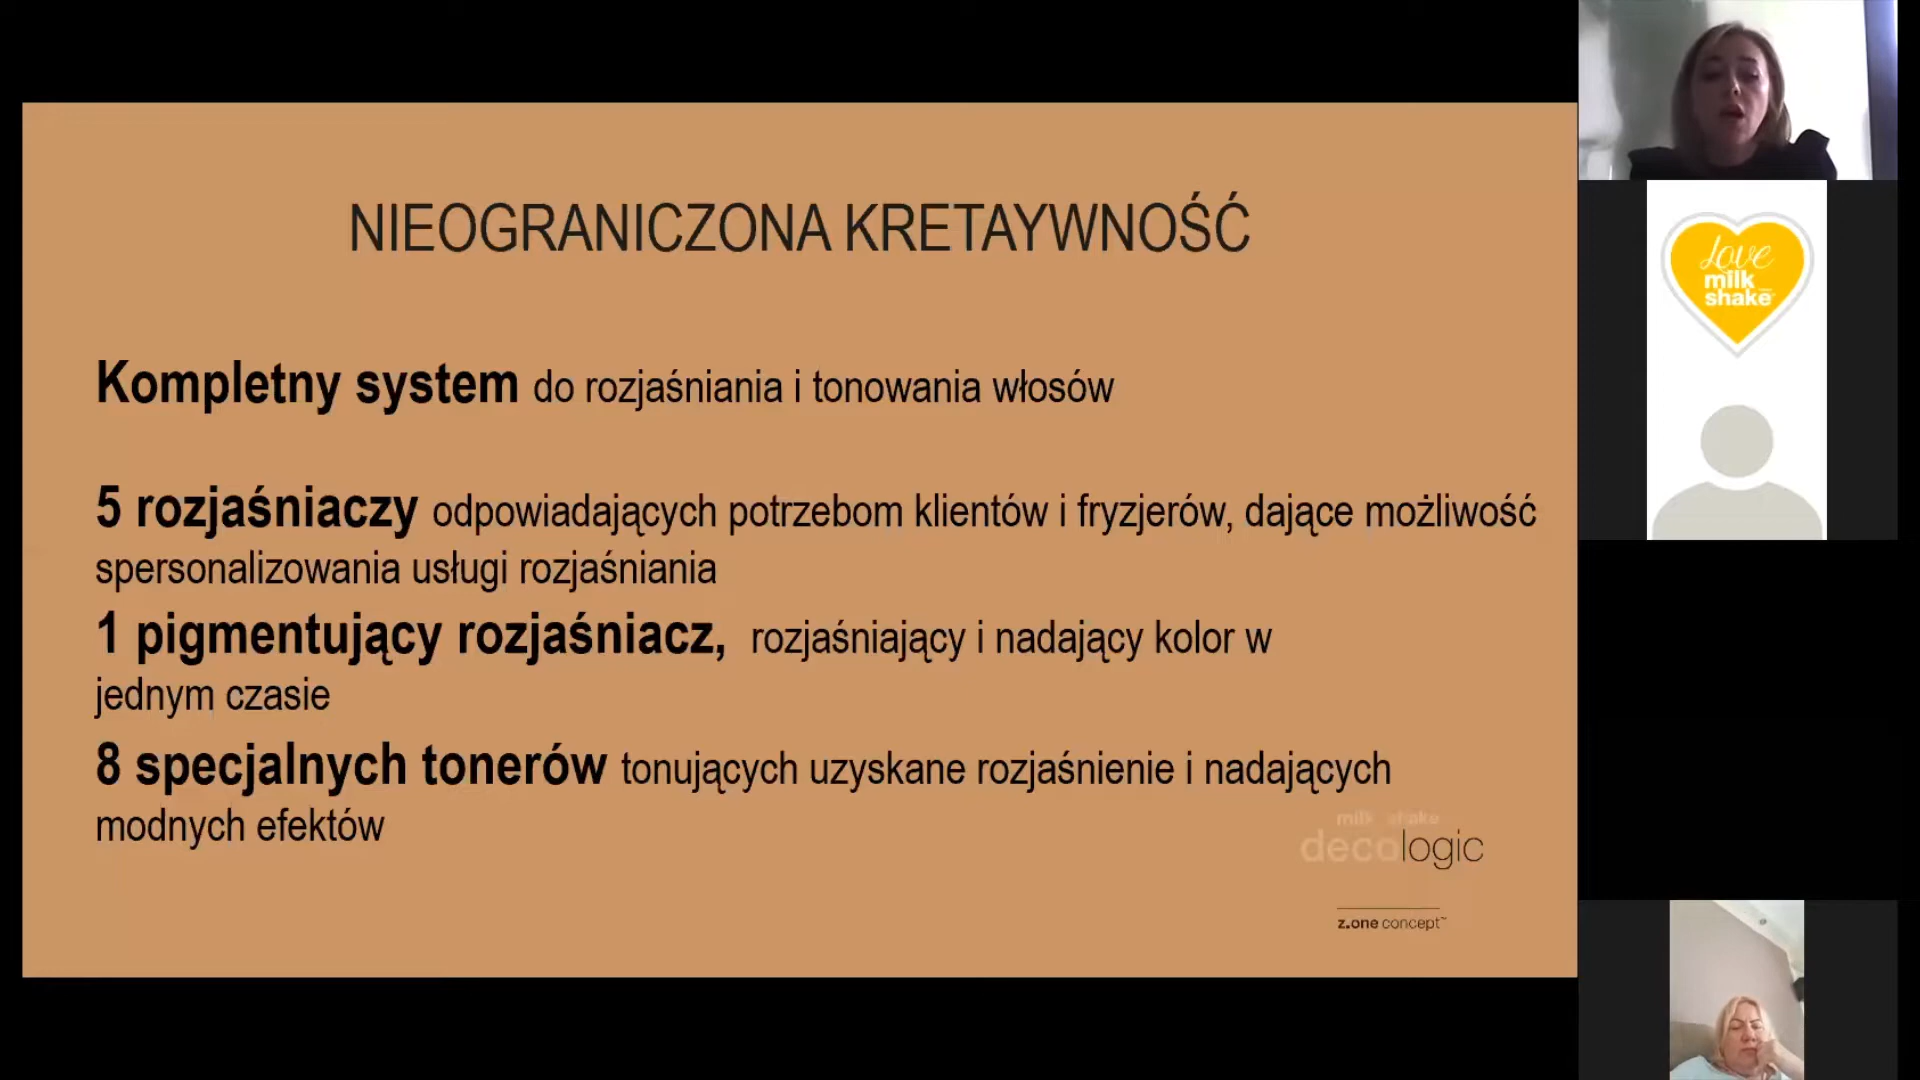 NIEOGRANICZONA KRETAYWNOŚĆ
Kompletny system do rozjaśniania i tonowania włosów
5 rozjaśniaczy odpowiadających potrzebom klientów i fryzjerów, dające możliwość
spersonalizowania usługi rozjaśniania
1 pigmentujący rozjaśniacz, rozjaśniający i nadający kolor w
jednym czasie
8 specjalnych tonerów tonujących uzyskane rozjaśnienie i nadających
modnych efektów
milk shake
decologic
z.one concept™
Love
milk
shake